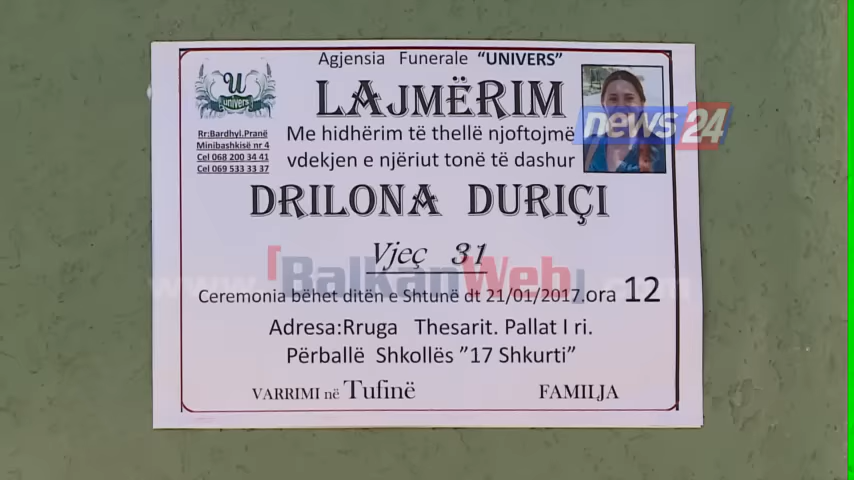 Agjensia Funerale “UNIVERS”
U
univers
LAJMËRIM
news24
Rr:Bardhyl.Pranë
Minibashkisë nr 4
Cel 068 200 34 41
Cel 069 533 33 37
Me hidhërim të thellë njoftojmë
vdekjen e njëriut tonë të dashur
DRILONA DURIÇI
Vjeç 31
www.BalkanWeb.com
Ceremonia bëhet ditën e Shtunë dt 21/01/2017.ora 12
Adresa:Rruga Thesarit. Pallat I ri.
Përballë Shkollës ”17 Shkurti”
VARRIMI në Tufinë FAMILJA